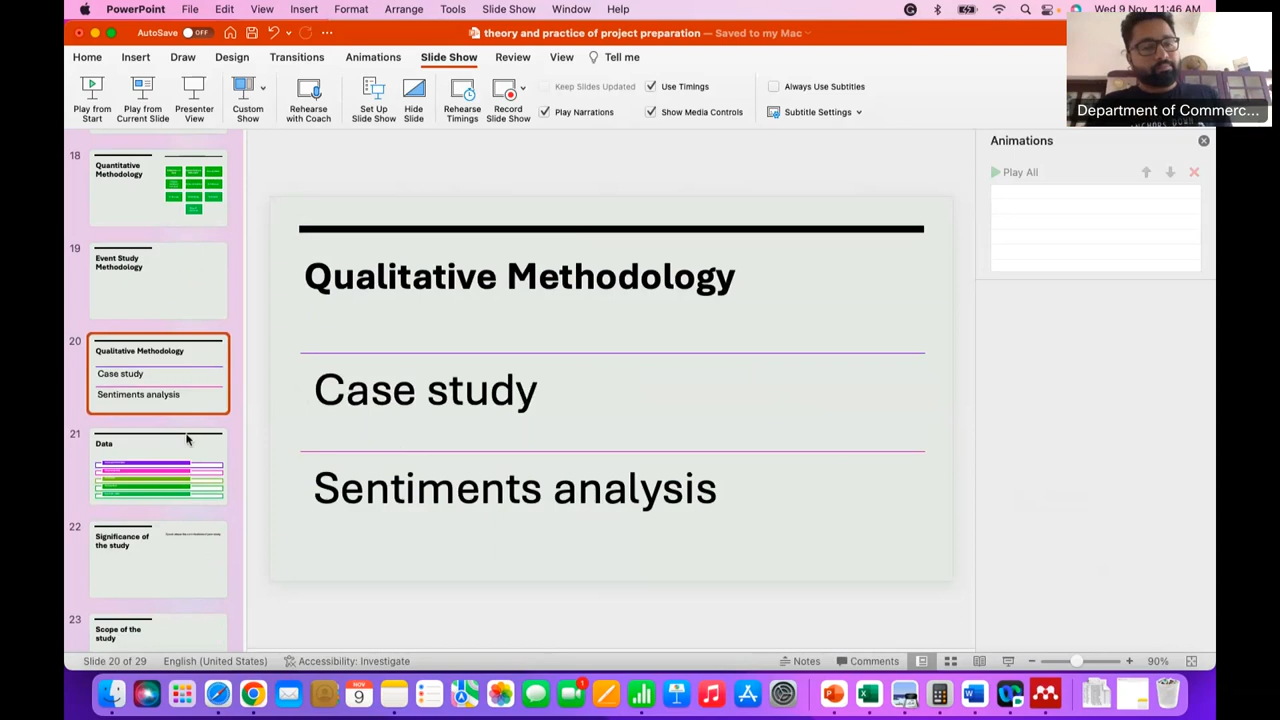 PowerPoint File Edit View Insert Format Arrange Tools Slide Show Window Help Wed 9 Nov 11:46 AM
AutoSave OFF theory and practice of project preparation — Saved to my Mac
Home Insert Draw Design Transitions Animations Slide Show Review View Tell me
Play from Start
Play from Current Slide
Presenter View
Custom Show
Rehearse with Coach
Set Up Slide Show
Hide Slide
Rehearse Timings
Record Slide Show
Keep Slides Updated Use Timings Always Use Subtitles
Play Narrations Show Media Controls Subtitle Settings
Department of Commerc...
Animations
Play All
18
Quantitative
Methodology
19
Event Study
Methodology
20
Qualitative Methodology
Case study
Sentiments analysis
21
Data
22
Significance of
the study
23
Scope of the
study
Qualitative Methodology
Case study
Sentiments analysis
Slide 20 of 29 English (United States) Accessibility: Investigate Notes Comments 90%
NOV
9
1